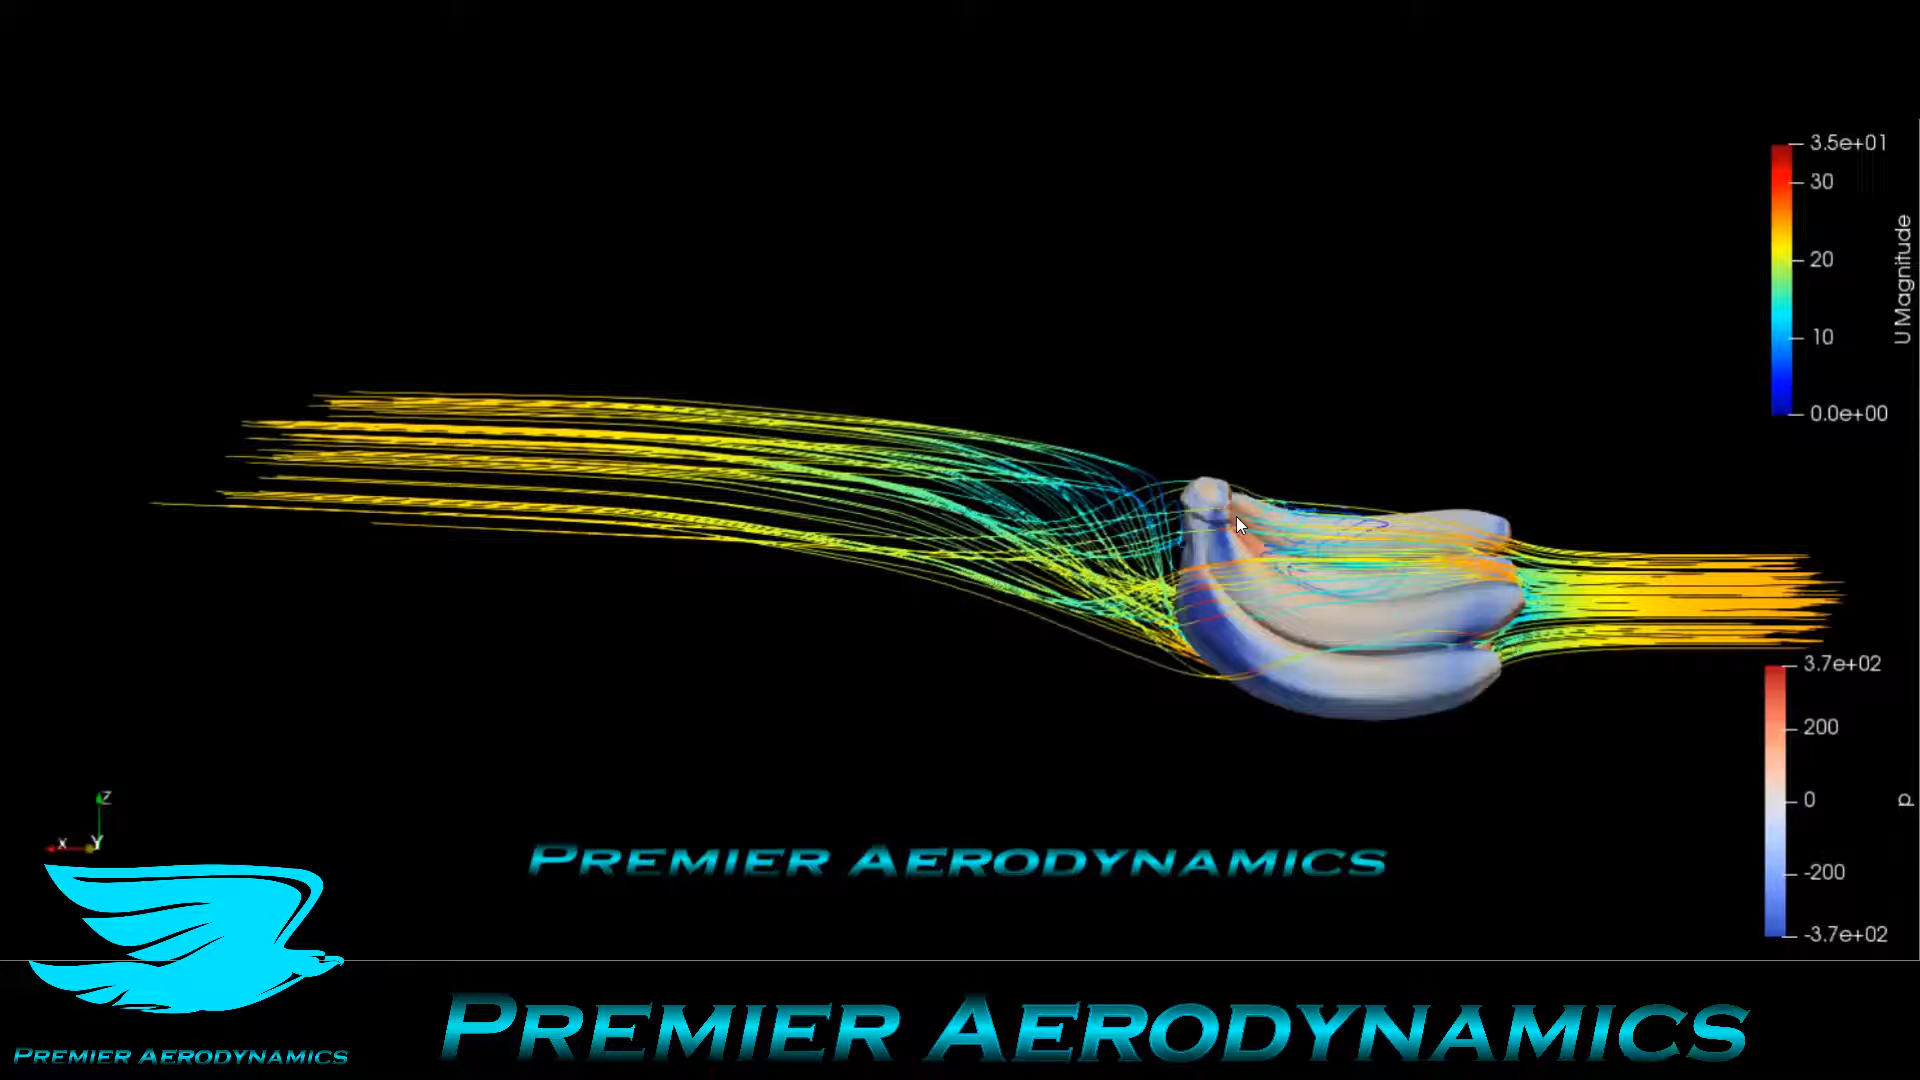 3.5e+01
30
20
10
0.0e+00
U Magnitude
3.7e+02
200
0
-200
-3.7e+02
p
Z
X
Y
PREMIER AERODYNAMICS
PREMIER AERODYNAMICS
PREMIER AERODYNAMICS